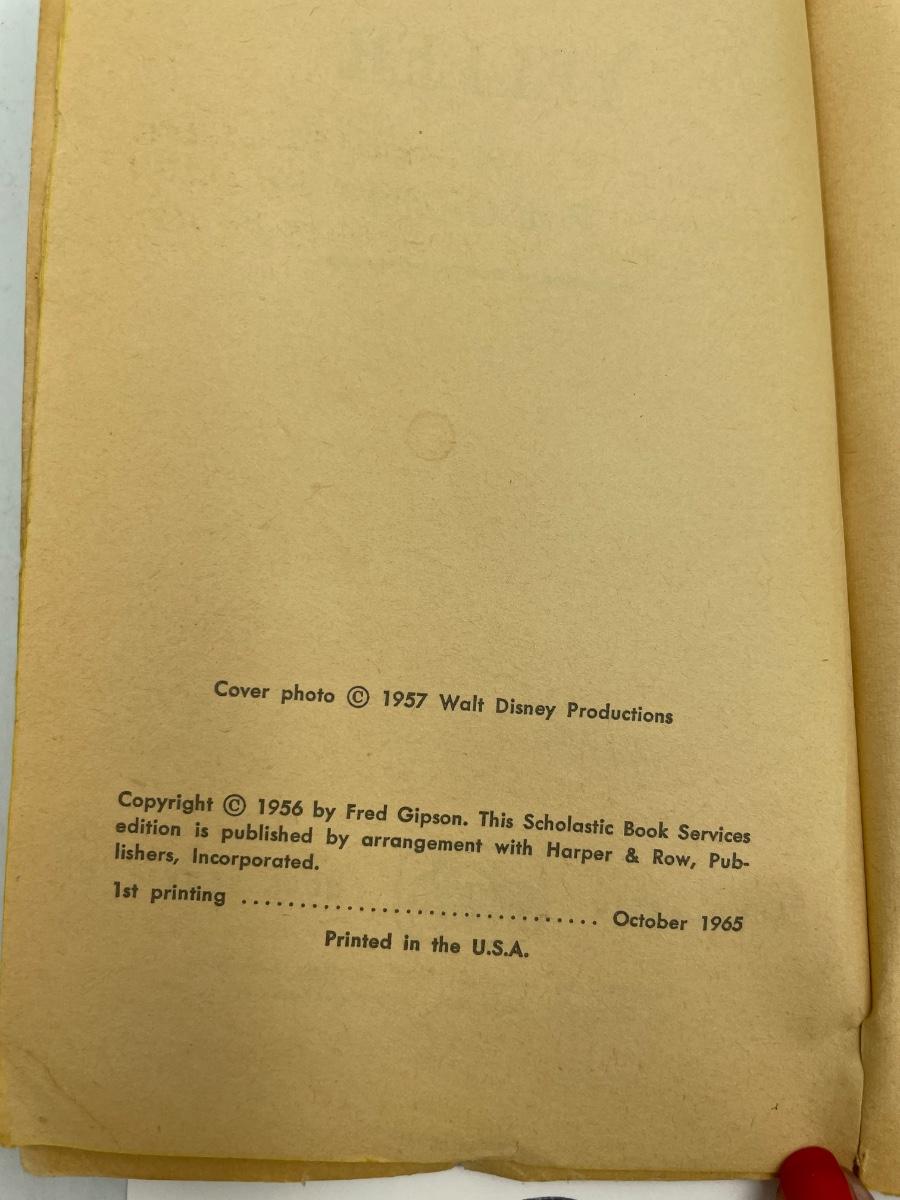 Cover photo © 1957 Walt Disney Productions
Copyright © 1956 by Fred Gipson. This Scholastic Book Services
edition is published by arrangement with Harper & Row, Pub-
lishers, Incorporated.
1st printing .............................. October 1965
Printed in the U.S.A.